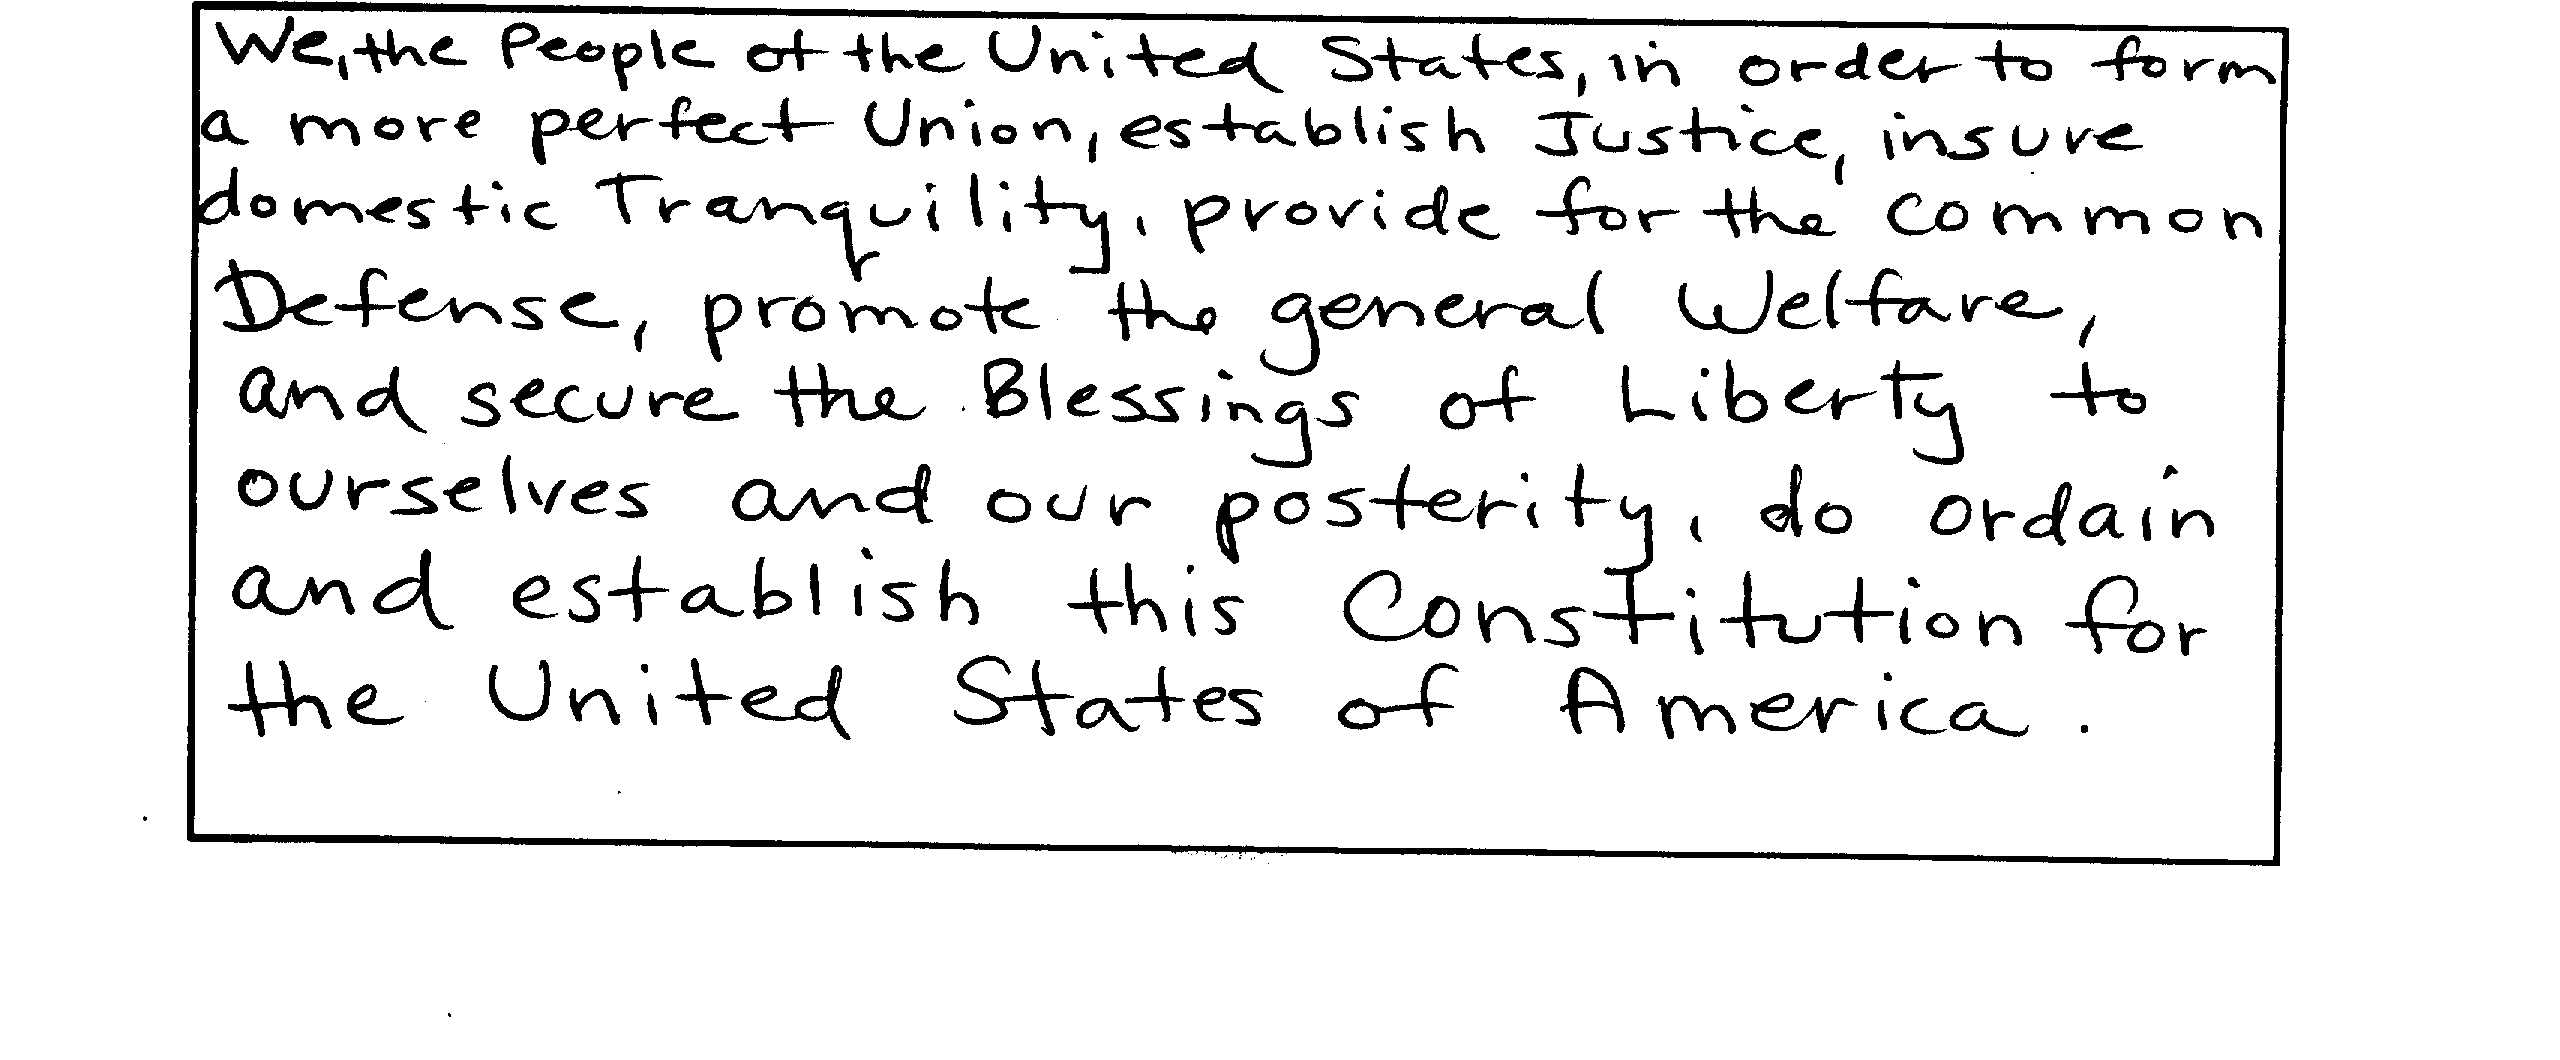 We, the People of the United States, in order to form
a more perfect Union, establish Justice, insure
domestic Tranquility, provide for the common
Defense, promote the general Welfare,
and secure the Blessings of Liberty to
ourselves and our posterity, do ordain
and establish this Constitution for
the United States of America.